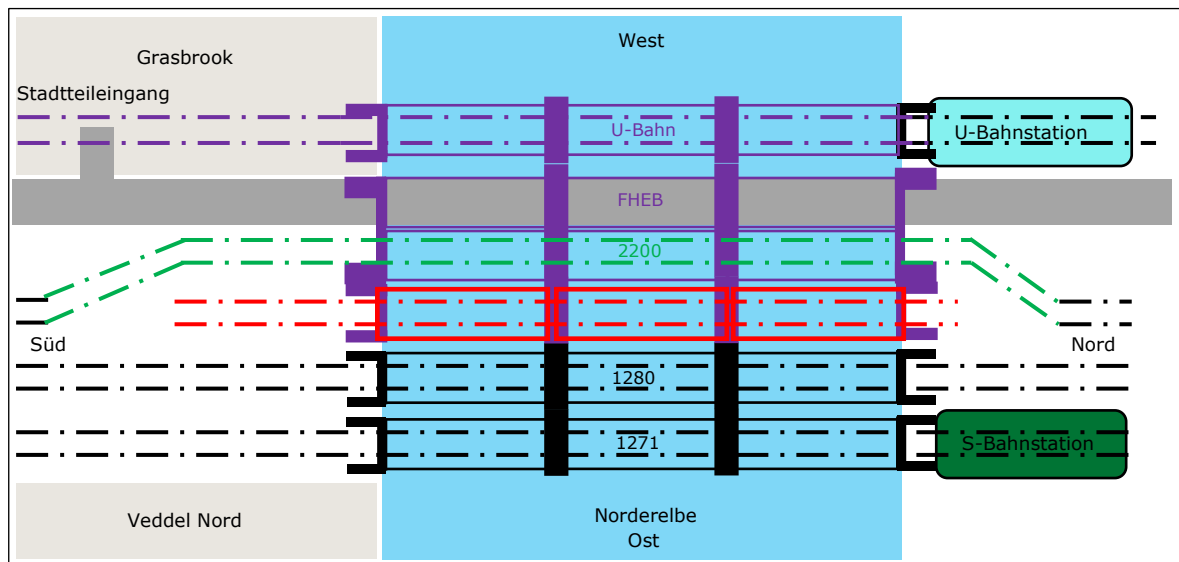 West
Grasbrook
Stadtteileingang
U-Bahn
U-Bahnstation
FHEB
2200
Süd
Nord
1280
1271
S-Bahnstation
Veddel Nord
Norderelbe
Ost